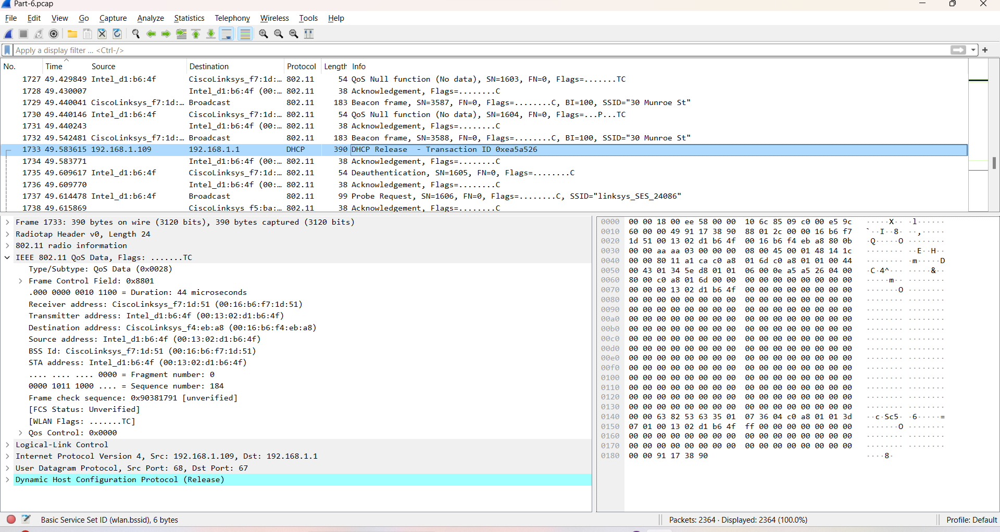 Part-6.pcap
File Edit View Go Capture Analyze Statistics Telephony Wireless Tools Help
Apply a display filter ... <Ctrl-/>
No. Time Source Destination Protocol Length Info
1727 49.429849 Intel_d1:b6:4f CiscoLinksys_f7:1d:… 802.11 54 QoS Null function (No data), SN=1603, FN=0, Flags=.......TC
1728 49.430007 Intel_d1:b6:4f (00:… 802.11 38 Acknowledgement, Flags=........C
1729 49.440041 CiscoLinksys_f7:1d:… Broadcast 802.11 183 Beacon frame, SN=3587, FN=0, Flags=........C, BI=100, SSID="30 Munroe St"
1730 49.440146 Intel_d1:b6:4f CiscoLinksys_f7:1d:… 802.11 54 QoS Null function (No data), SN=1604, FN=0, Flags=...P...TC
1731 49.440243 Intel_d1:b6:4f (00:… 802.11 38 Acknowledgement, Flags=........C
1732 49.542481 CiscoLinksys_f7:1d:… Broadcast 802.11 183 Beacon frame, SN=3588, FN=0, Flags=........C, BI=100, SSID="30 Munroe St"
1733 49.583615 192.168.1.109 192.168.1.1 DHCP 390 DHCP Release - Transaction ID 0xea5a526
1734 49.583771 Intel_d1:b6:4f (00:… 802.11 38 Acknowledgement, Flags=........C
1735 49.609617 Intel_d1:b6:4f CiscoLinksys_f7:1d:… 802.11 54 Deauthentication, SN=1605, FN=0, Flags=........C
1736 49.609770 Intel_d1:b6:4f (00:… 802.11 38 Acknowledgement, Flags=........C
1737 49.614478 Intel_d1:b6:4f Broadcast 802.11 99 Probe Request, SN=1606, FN=0, Flags=........C, SSID="linksys_SES_24086"
1738 49.615869 CiscoLinksys_f5:ba:… 802.11 38 Acknowledgement, Flags=........C
Frame 1733: 390 bytes on wire (3120 bits), 390 bytes captured (3120 bits)
Radiotap Header v0, Length 24
802.11 radio information
IEEE 802.11 QoS Data, Flags: .......TC
Type/Subtype: QoS Data (0x0028)
Frame Control Field: 0x8801
.000 0000 0010 1100 = Duration: 44 microseconds
Receiver address: CiscoLinksys_f7:1d:51 (00:16:b6:f7:1d:51)
Transmitter address: Intel_d1:b6:4f (00:13:02:d1:b6:4f)
Destination address: CiscoLinksys_f4:eb:a8 (00:16:b6:f4:eb:a8)
Source address: Intel_d1:b6:4f (00:13:02:d1:b6:4f)
BSS Id: CiscoLinksys_f7:1d:51 (00:16:b6:f7:1d:51)
STA address: Intel_d1:b6:4f (00:13:02:d1:b6:4f)
.... .... .... 0000 = Fragment number: 0
0000 1011 1000 .... = Sequence number: 184
Frame check sequence: 0x90381791 [unverified]
[FCS Status: Unverified]
[WLAN Flags: .......TC]
Qos Control: 0x0000
Logical-Link Control
Internet Protocol Version 4, Src: 192.168.1.109, Dst: 192.168.1.1
User Datagram Protocol, Src Port: 68, Dst Port: 67
Dynamic Host Configuration Protocol (Release)
0000 00 00 18 00 ee 58 00 00 10 6c 85 09 c0 00 e5 9c ·····X·· ·l······
0010 60 00 00 49 91 17 38 90 88 01 2c 00 00 16 b6 f7 `··I··8· ··,·····
0020 1d 51 00 13 02 d1 b6 4f 00 16 b6 f4 eb a8 80 0b ·Q·····O ········
0030 00 00 aa aa 03 00 00 00 08 00 45 00 01 48 14 1c ········ ··E··H··
0040 00 00 80 11 a1 ca c0 a8 01 6d c0 a8 01 01 00 44 ········ ·m·····D
0050 00 43 01 34 5e d8 01 01 06 00 0e a5 a5 26 04 00 ·C·4^··· ·····&··
0060 80 00 c0 a8 01 6d 00 00 00 00 00 00 00 00 00 00 ·····m·· ········
0070 00 00 00 13 02 d1 b6 4f 00 00 00 00 00 00 00 00 ·······O ········
0080 00 00 00 00 00 00 00 00 00 00 00 00 00 00 00 00 ········ ········
0090 00 00 00 00 00 00 00 00 00 00 00 00 00 00 00 00 ········ ········
00a0 00 00 00 00 00 00 00 00 00 00 00 00 00 00 00 00 ········ ········
00b0 00 00 00 00 00 00 00 00 00 00 00 00 00 00 00 00 ········ ········
00c0 00 00 00 00 00 00 00 00 00 00 00 00 00 00 00 00 ········ ········
00d0 00 00 00 00 00 00 00 00 00 00 00 00 00 00 00 00 ········ ········
00e0 00 00 00 00 00 00 00 00 00 00 00 00 00 00 00 00 ········ ········
00f0 00 00 00 00 00 00 00 00 00 00 00 00 00 00 00 00 ········ ········
0100 00 00 00 00 00 00 00 00 00 00 00 00 00 00 00 00 ········ ········
0110 00 00 00 00 00 00 00 00 00 00 00 00 00 00 00 00 ········ ········
0120 00 00 00 00 00 00 00 00 00 00 00 00 00 00 00 00 ········ ········
0130 00 00 00 00 00 00 00 00 00 00 00 00 00 00 00 00 ········ ········
0140 00 00 63 82 53 63 35 01 07 36 04 c0 a8 01 01 3d ··c·Sc5· ·6·····=
0150 07 01 00 13 02 d1 b6 4f ff 00 00 00 00 00 00 00 ·······O ········
0160 00 00 00 00 00 00 00 00 00 00 00 00 00 00 00 00 ········ ········
0170 00 00 00 00 00 00 00 00 00 00 00 00 00 00 00 00 ········ ········
0180 00 00 91 17 38 90 ····8·
Basic Service Set ID (wlan.bssid), 6 bytes
Packets: 2364 · Displayed: 2364 (100.0%)
Profile: Default